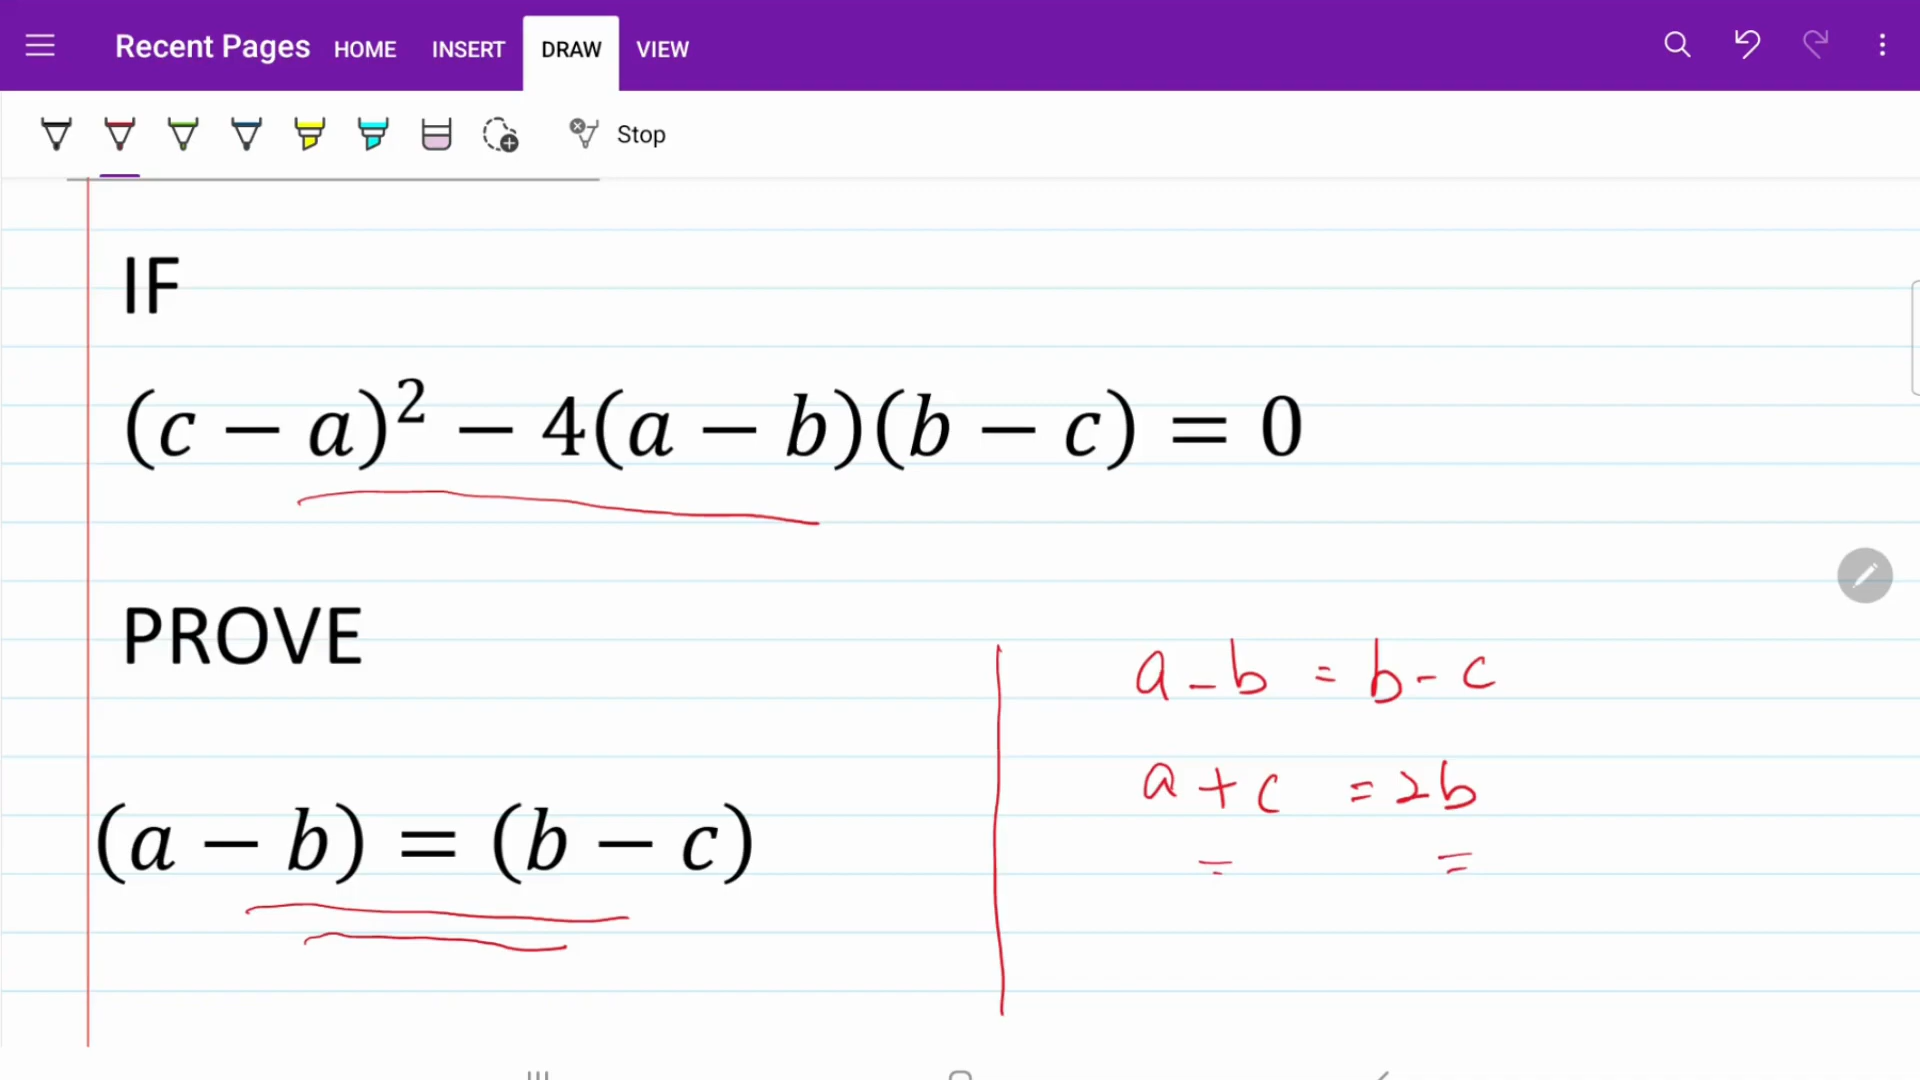 Recent Pages HOME INSERT DRAW VIEW
Stop
IF
(c − a)² − 4(a − b)(b − c) = 0
PROVE
(a − b) = (b − c)
a - b = b - c
a + c = 2b
= =